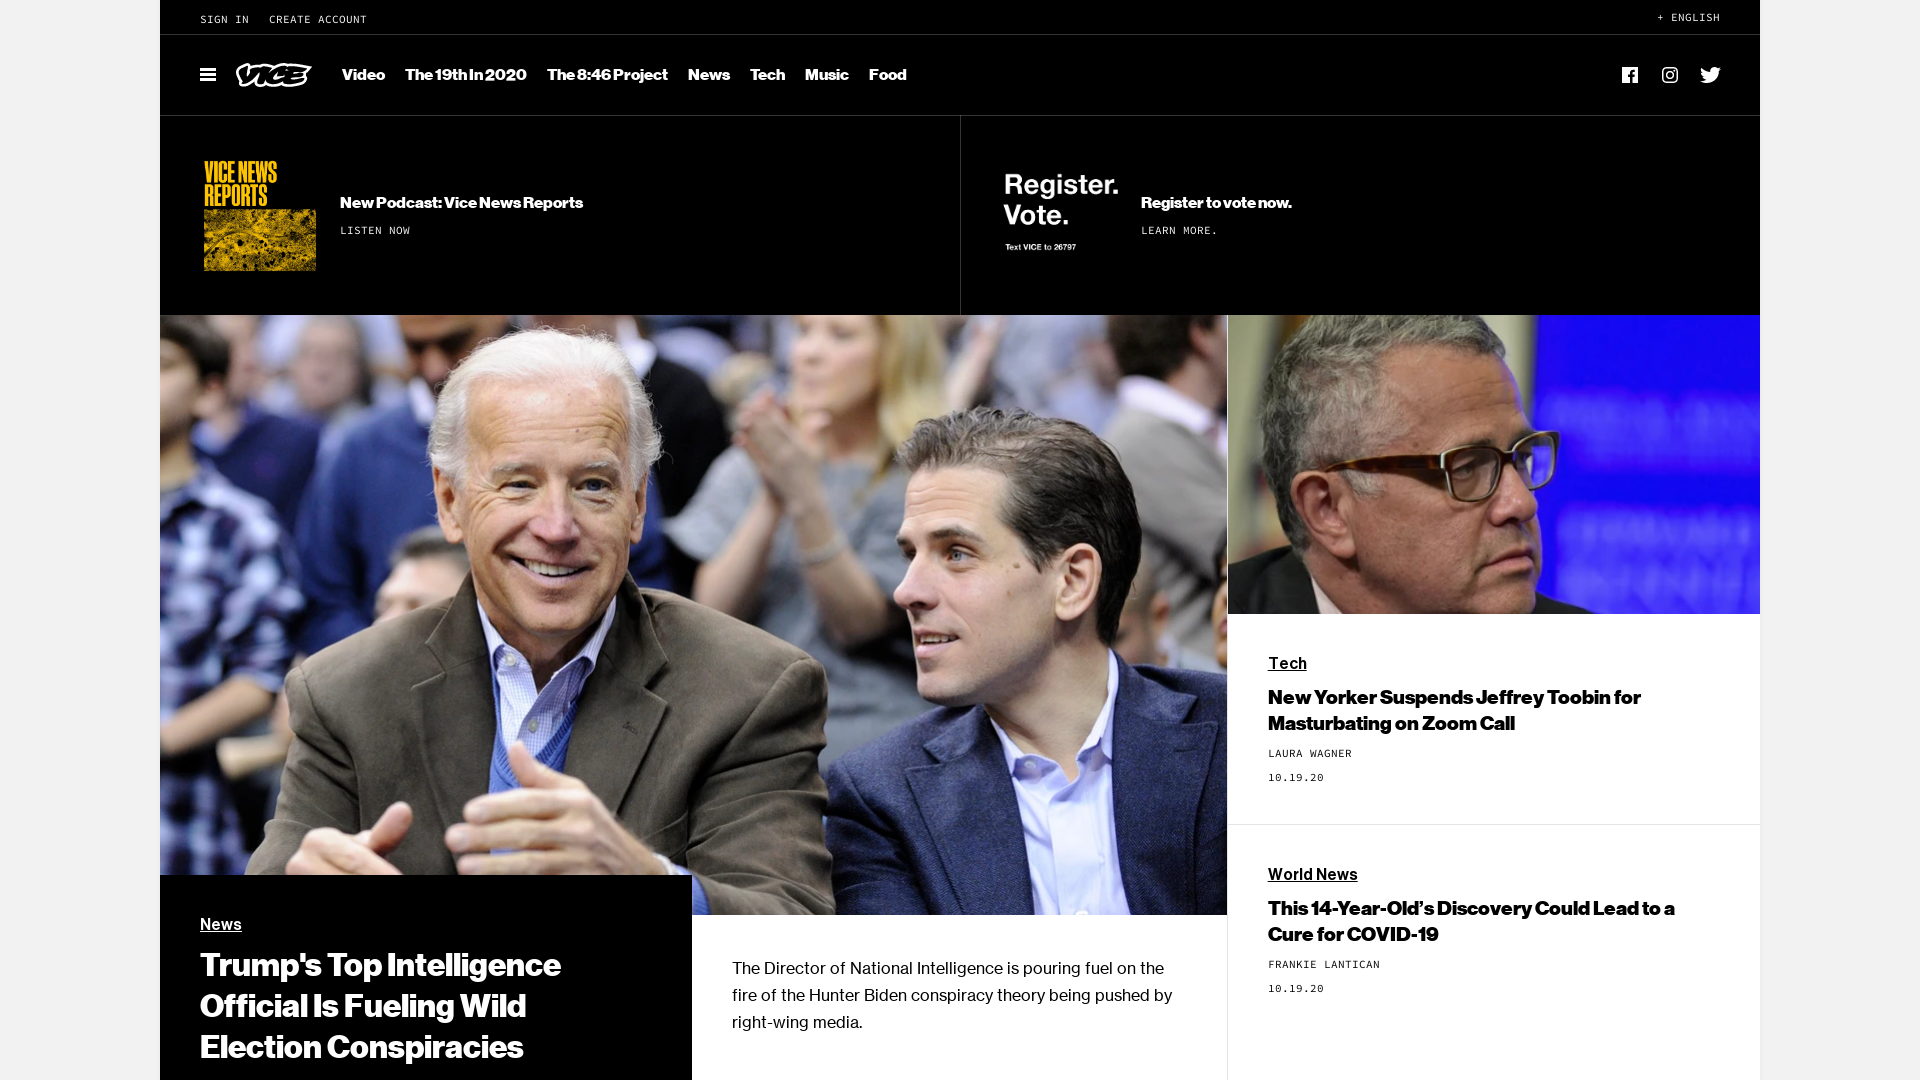 SIGN IN CREATE ACCOUNT
+ ENGLISH
VICE
Video The 19th In 2020 The 8:46 Project News Tech Music Food
VICE NEWS
REPORTS
New Podcast: Vice News Reports
LISTEN NOW
Register.
Vote.
Text VICE to 26797
Register to vote now.
LEARN MORE.
News
Trump's Top Intelligence
Official Is Fueling Wild
Election Conspiracies
The Director of National Intelligence is pouring fuel on the
fire of the Hunter Biden conspiracy theory being pushed by
right-wing media.
Tech
New Yorker Suspends Jeffrey Toobin for
Masturbating on Zoom Call
LAURA WAGNER
10.19.20
World News
This 14-Year-Old’s Discovery Could Lead to a
Cure for COVID-19
FRANKIE LANTICAN
10.19.20